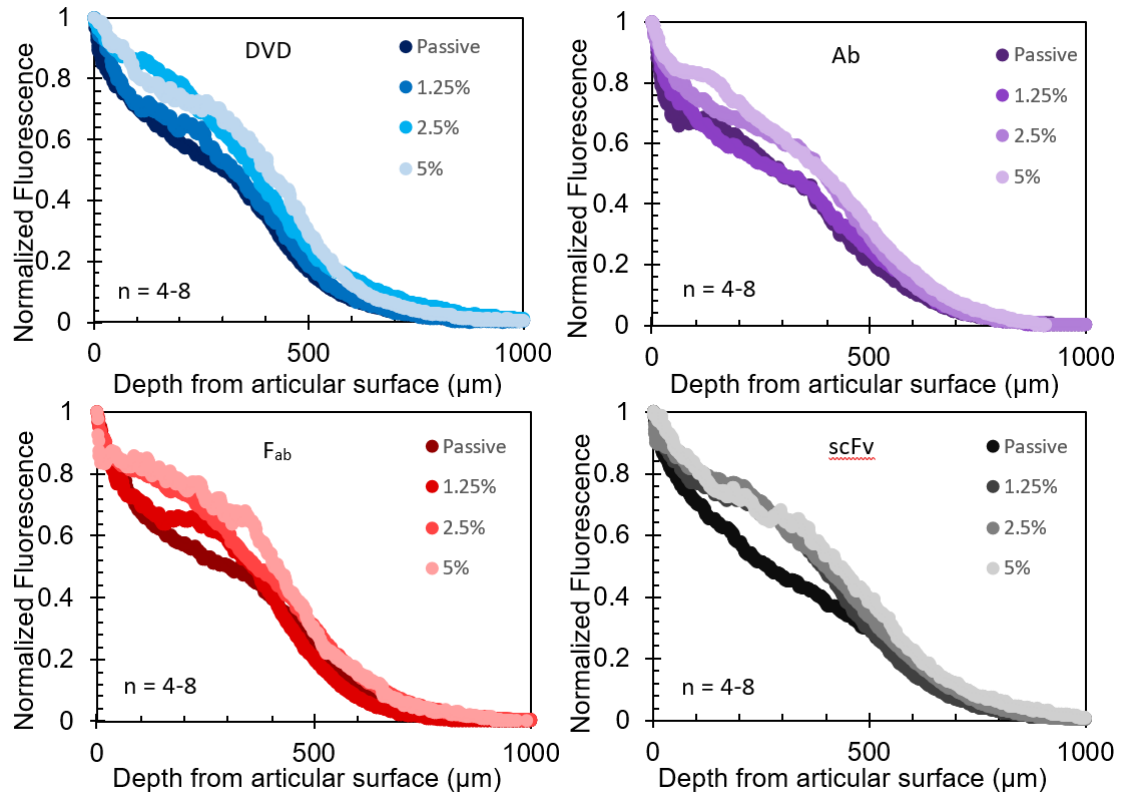 DVD
Normalized Fluorescence
1
0.8
0.6
0.4
0.2
0
Passive
1.25%
2.5%
5%
n = 4-8
0
500
1000
Depth from articular surface (µm)
Ab
Normalized Fluorescence
1
0.8
0.6
0.4
0.2
0
Passive
1.25%
2.5%
5%
n = 4-8
0
500
1000
Depth from articular surface (µm)
Fab
Normalized Fluorescence
1
0.8
0.6
0.4
0.2
0
Passive
1.25%
2.5%
5%
n = 4-8
0
500
1000
Depth from articular surface (µm)
scFv
Normalized Fluorescence
1
0.8
0.6
0.4
0.2
0
Passive
1.25%
2.5%
5%
n = 4-8
0
500
1000
Depth from articular surface (µm)